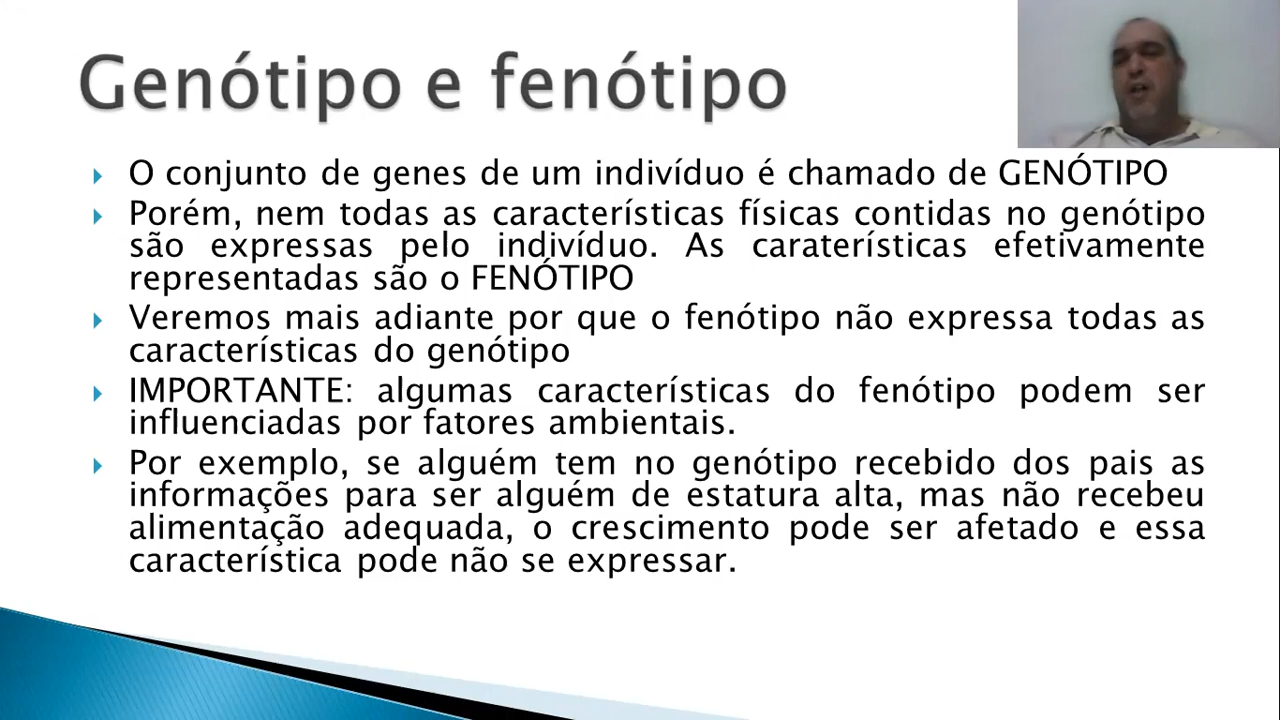 Genótipo e fenótipo
O conjunto de genes de um indivíduo é chamado de GENÓTIPO
Porém, nem todas as características físicas contidas no genótipo
são expressas pelo indivíduo. As caraterísticas efetivamente
representadas são o FENÓTIPO
Veremos mais adiante por que o fenótipo não expressa todas as
características do genótipo
IMPORTANTE: algumas características do fenótipo podem ser
influenciadas por fatores ambientais.
Por exemplo, se alguém tem no genótipo recebido dos pais as
informações para ser alguém de estatura alta, mas não recebeu
alimentação adequada, o crescimento pode ser afetado e essa
característica pode não se expressar.